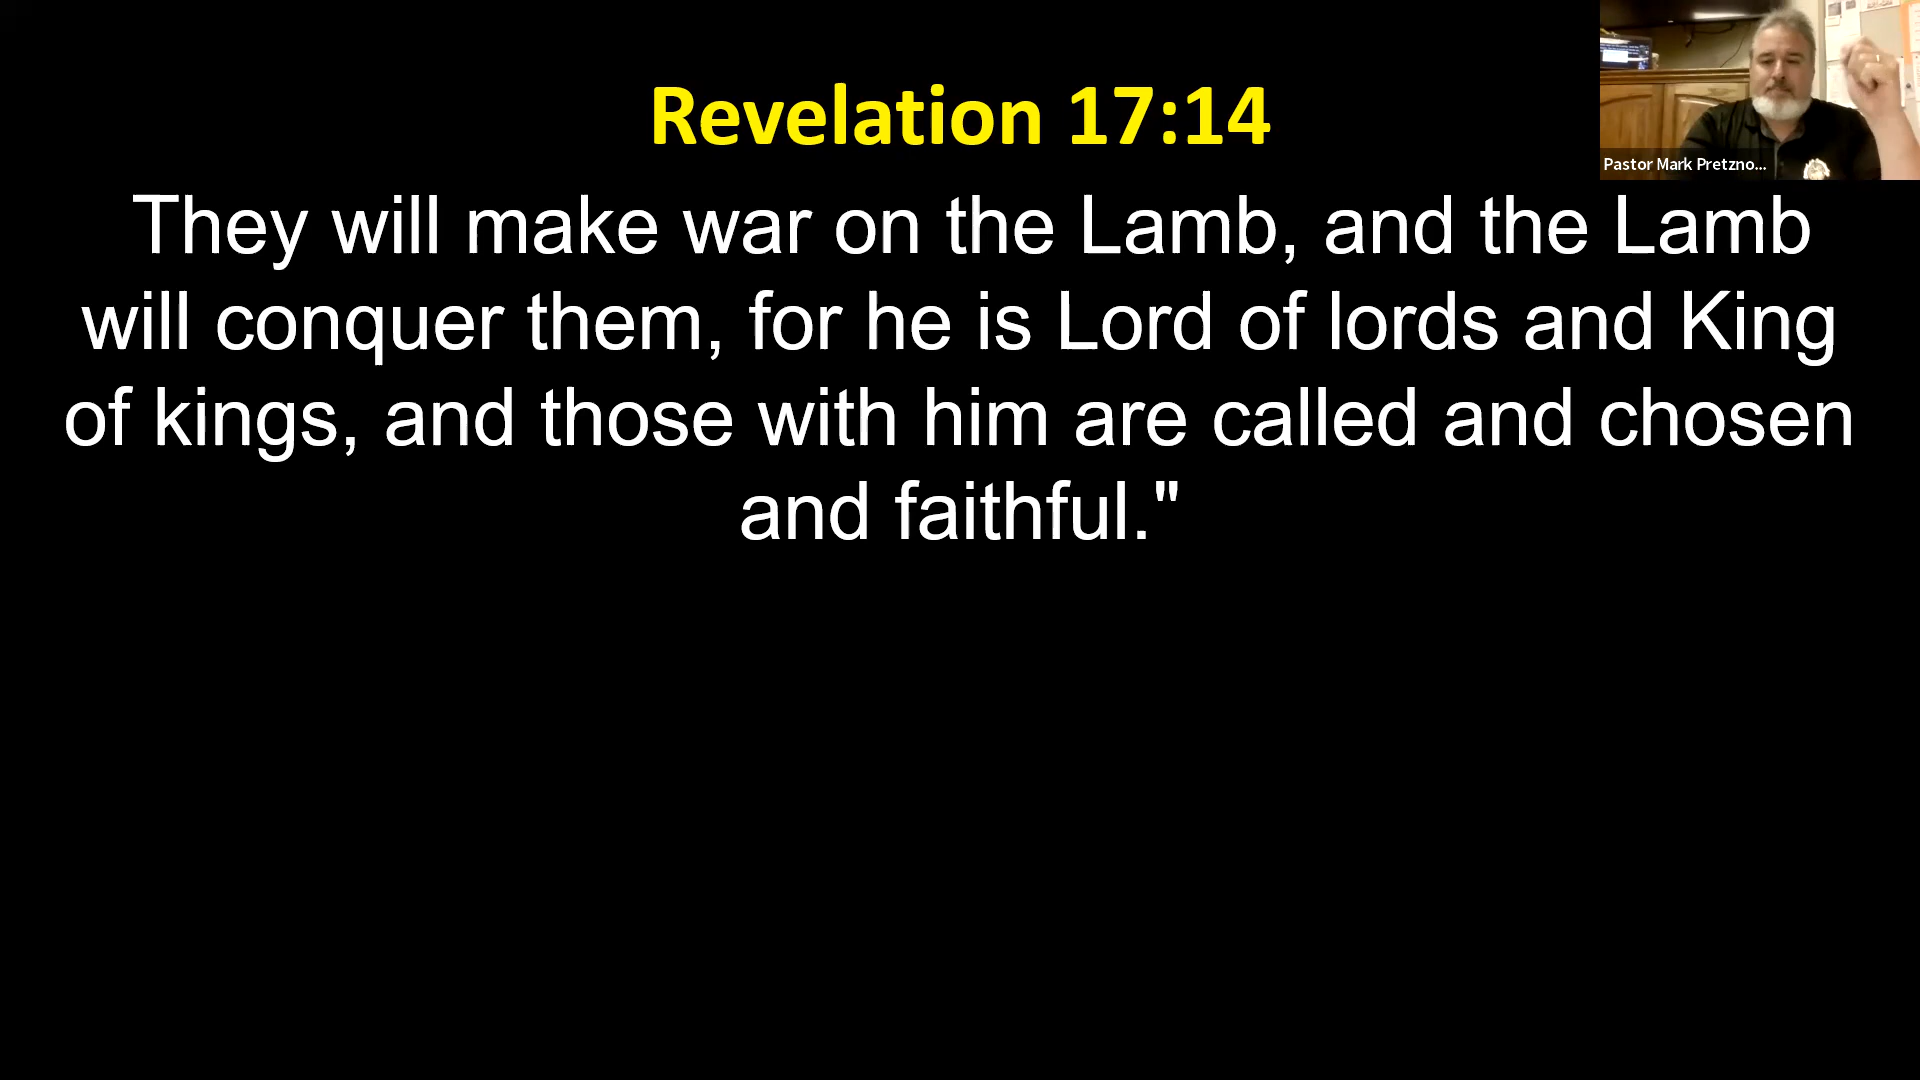 Revelation 17:14
Pastor Mark Pretzno...
They will make war on the Lamb, and the Lamb
will conquer them, for he is Lord of lords and King
of kings, and those with him are called and chosen
and faithful."